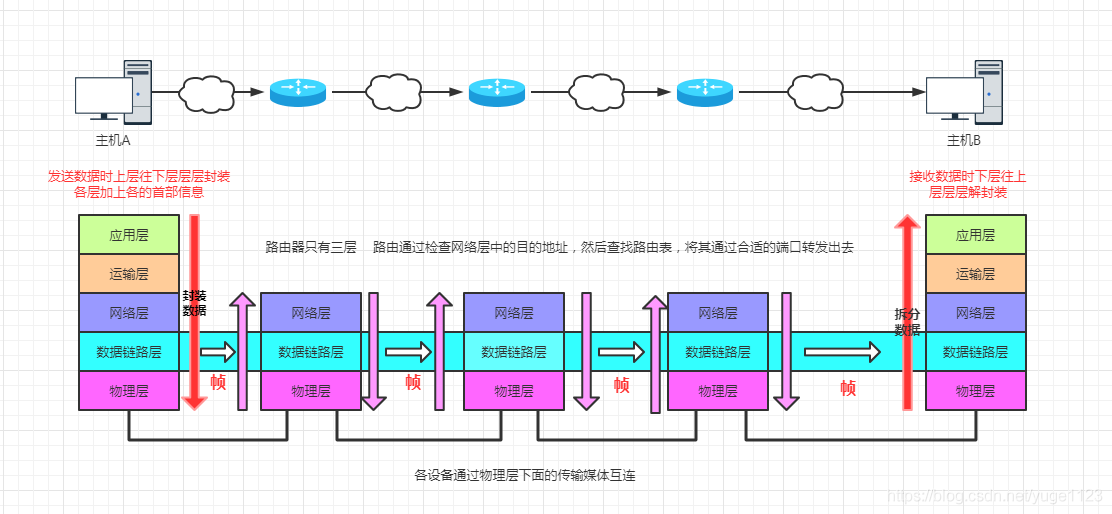 主机A
主机B
发送数据时上层往下层层封装
各层加上各的首部信息
接收数据时下层往上
层层层解封装
路由器只有三层 路由通过检查网络层中的目的地址，然后查找路由表，将其通过合适的端口转发出去
应用层
运输层
网络层
数据链路层
物理层
封装
数据
帧
网络层
数据链路层
物理层
帧
网络层
数据链路层
物理层
帧
网络层
数据链路层
物理层
帧
拆分
数据
应用层
运输层
网络层
数据链路层
物理层
各设备通过物理层下面的传输媒体互连
https://blog.csdn.net/yuge1123